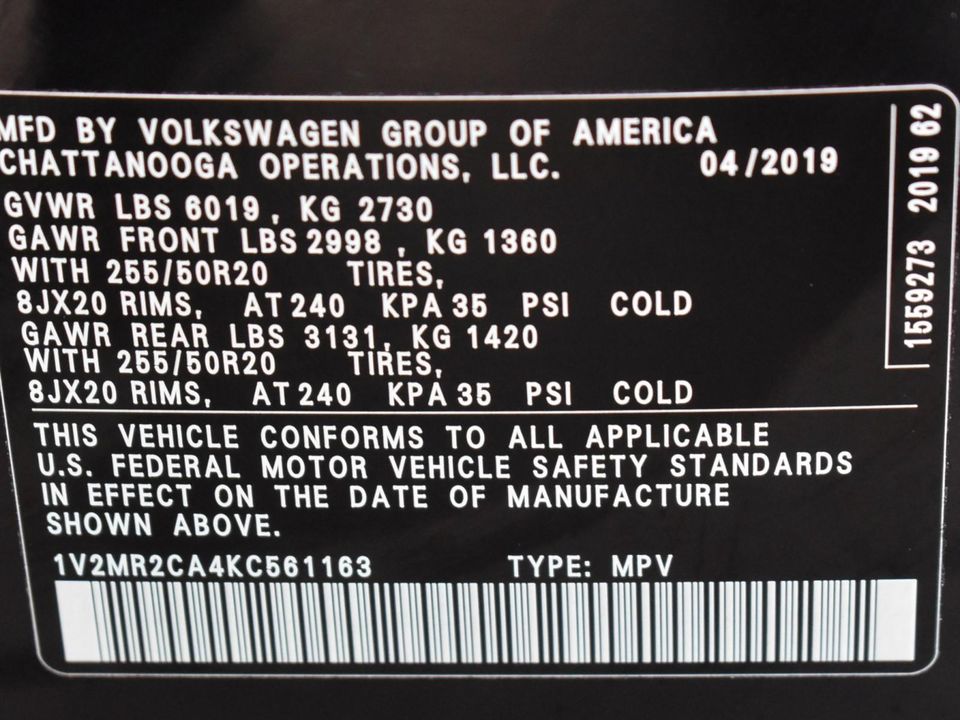 MFD BY VOLKSWAGEN GROUP OF AMERICA
CHATTANOOGA OPERATIONS, LLC. 04/2019
GVWR LBS 6019, KG 2730
GAWR FRONT LBS 2998, KG 1360
WITH 255/50R20 TIRES,
8JX20 RIMS, AT 240 KPA 35 PSI COLD
GAWR REAR LBS 3131, KG 1420
WITH 255/50R20 TIRES,
8JX20 RIMS, AT 240 KPA 35 PSI COLD
THIS VEHICLE CONFORMS TO ALL APPLICABLE
U.S. FEDERAL MOTOR VEHICLE SAFETY STANDARDS
IN EFFECT ON THE DATE OF MANUFACTURE
SHOWN ABOVE.
1V2MR2CA4KC561163 TYPE: MPV
1559273 2019 62